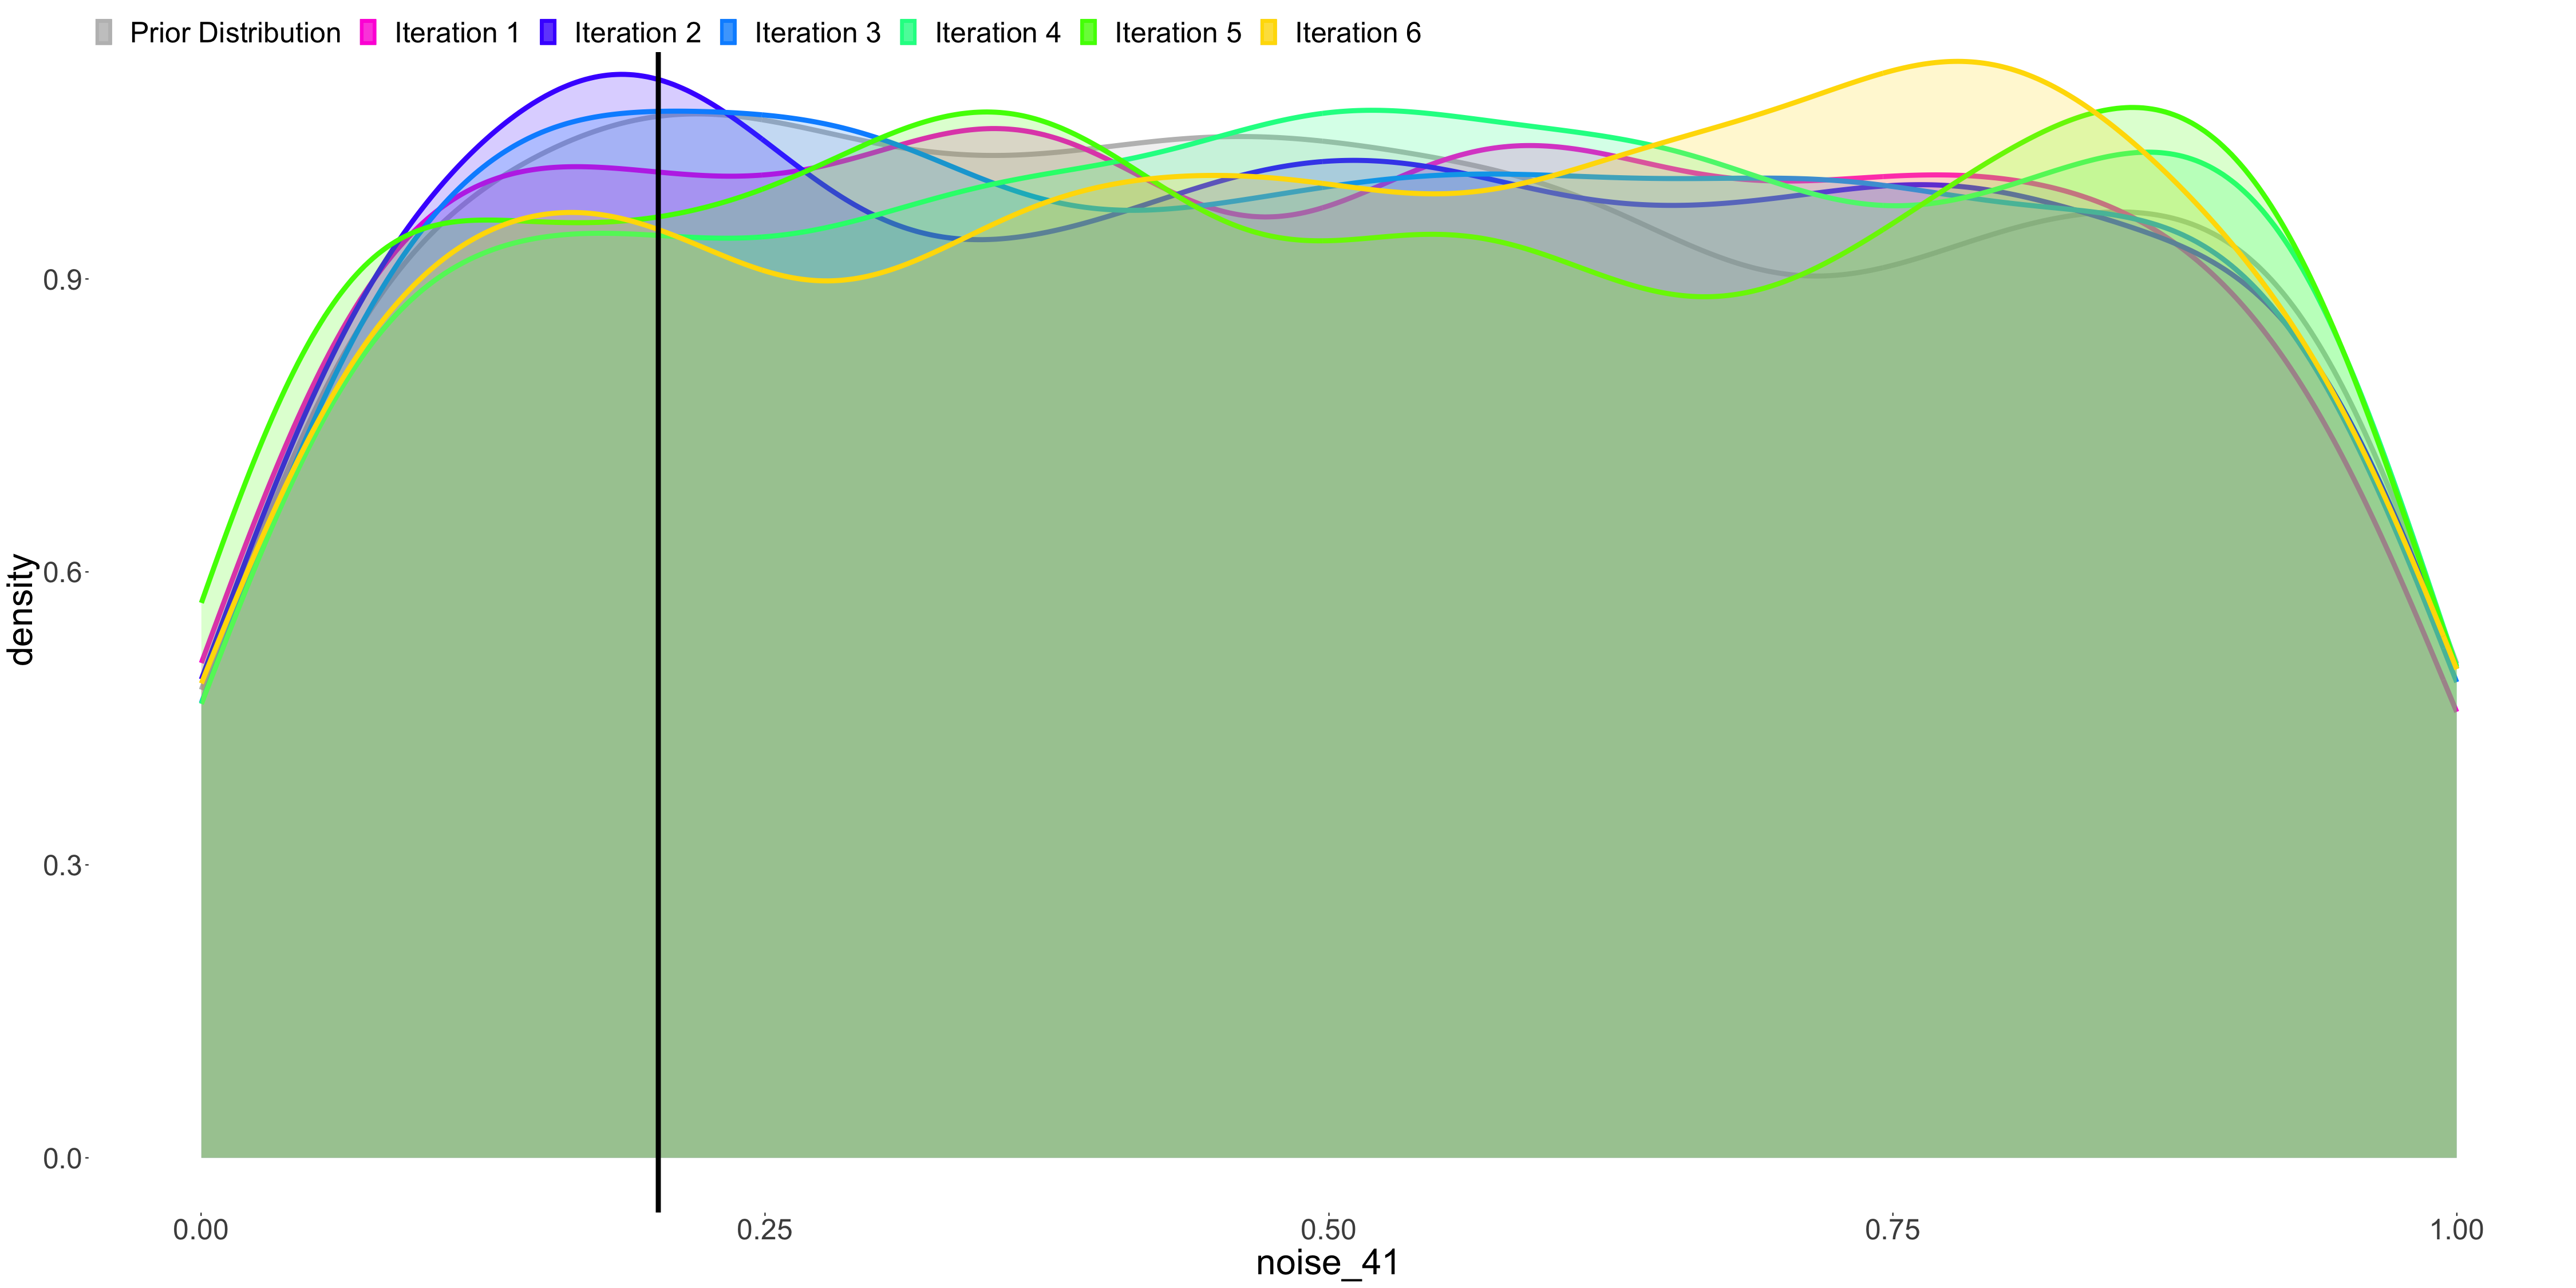 Prior Distribution Iteration 1 Iteration 2 Iteration 3 Iteration 4 Iteration 5 Iteration 6
0.9
0.6
0.3
0.0
density
0.00 0.25 0.50 0.75 1.00
noise_41